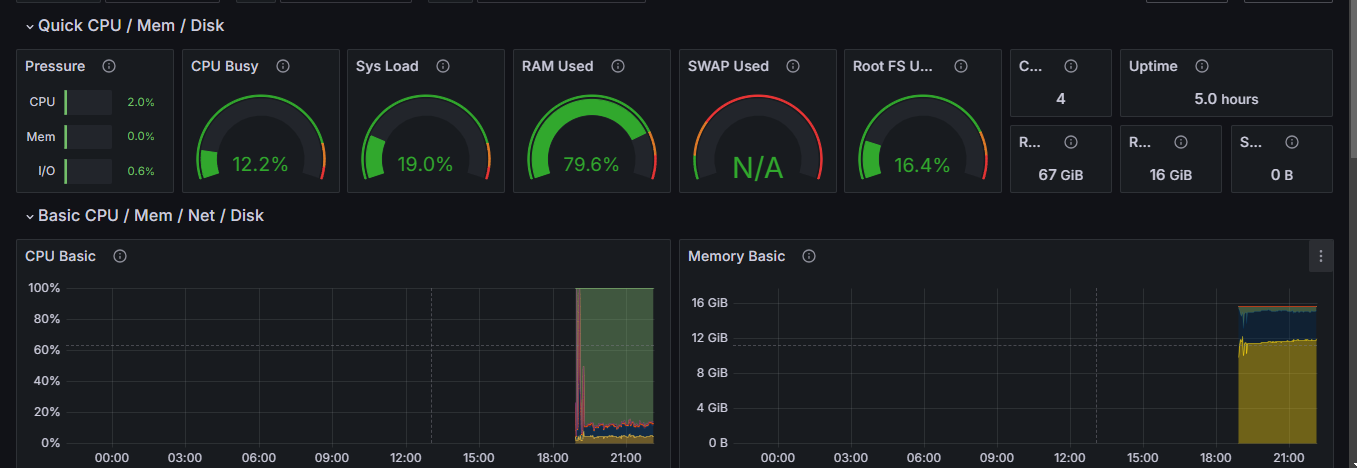 Quick CPU / Mem / Disk
Pressure
CPU 2.0%
Mem 0.0%
I/O 0.6%
CPU Busy
12.2%
Sys Load
19.0%
RAM Used
79.6%
SWAP Used
N/A
Root FS U...
16.4%
C...
4
Uptime
5.0 hours
R...
67 GiB
R...
16 GiB
S...
0 B
Basic CPU / Mem / Net / Disk
CPU Basic
100%
80%
60%
40%
20%
0%
00:00 03:00 06:00 09:00 12:00 15:00 18:00 21:00
Memory Basic
16 GiB
12 GiB
8 GiB
4 GiB
0 B
00:00 03:00 06:00 09:00 12:00 15:00 18:00 21:00